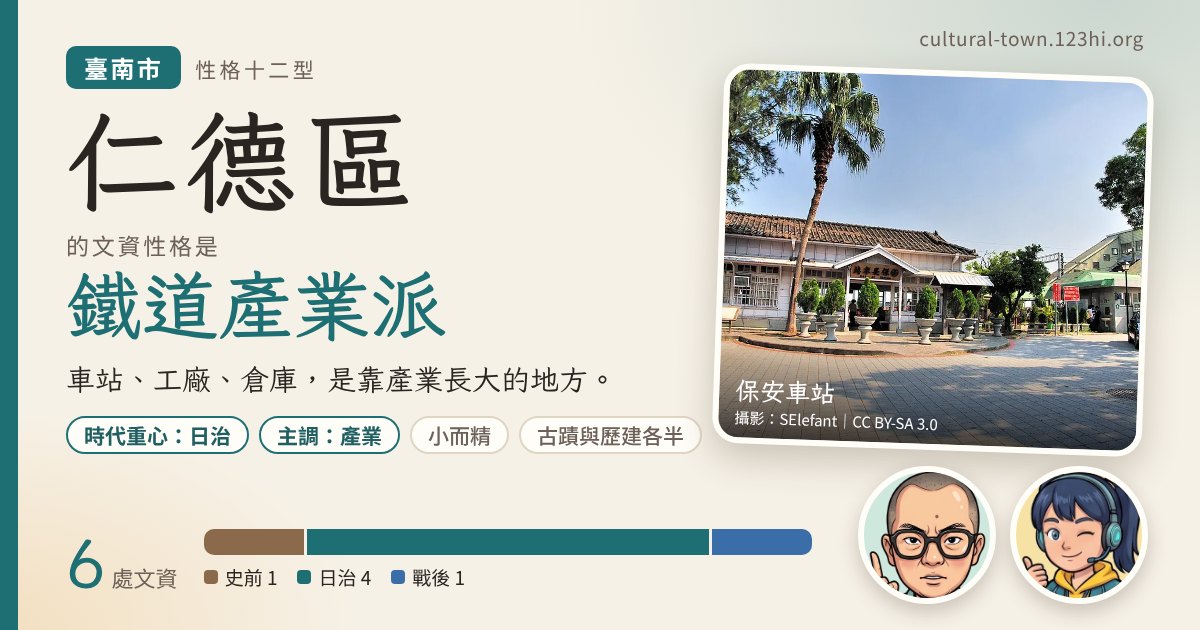 臺南市 性格十二型
cultural-town.123hi.org
仁德區
的文資性格是
鐵道產業派
車站、工廠、倉庫,是靠產業長大的地方。
時代重心:日治 主調:產業 小而精 古蹟與歷建各半
保安車站
攝影:SElefant|CC BY-SA 3.0
6 處文資
史前 1 日治 4 戰後 1